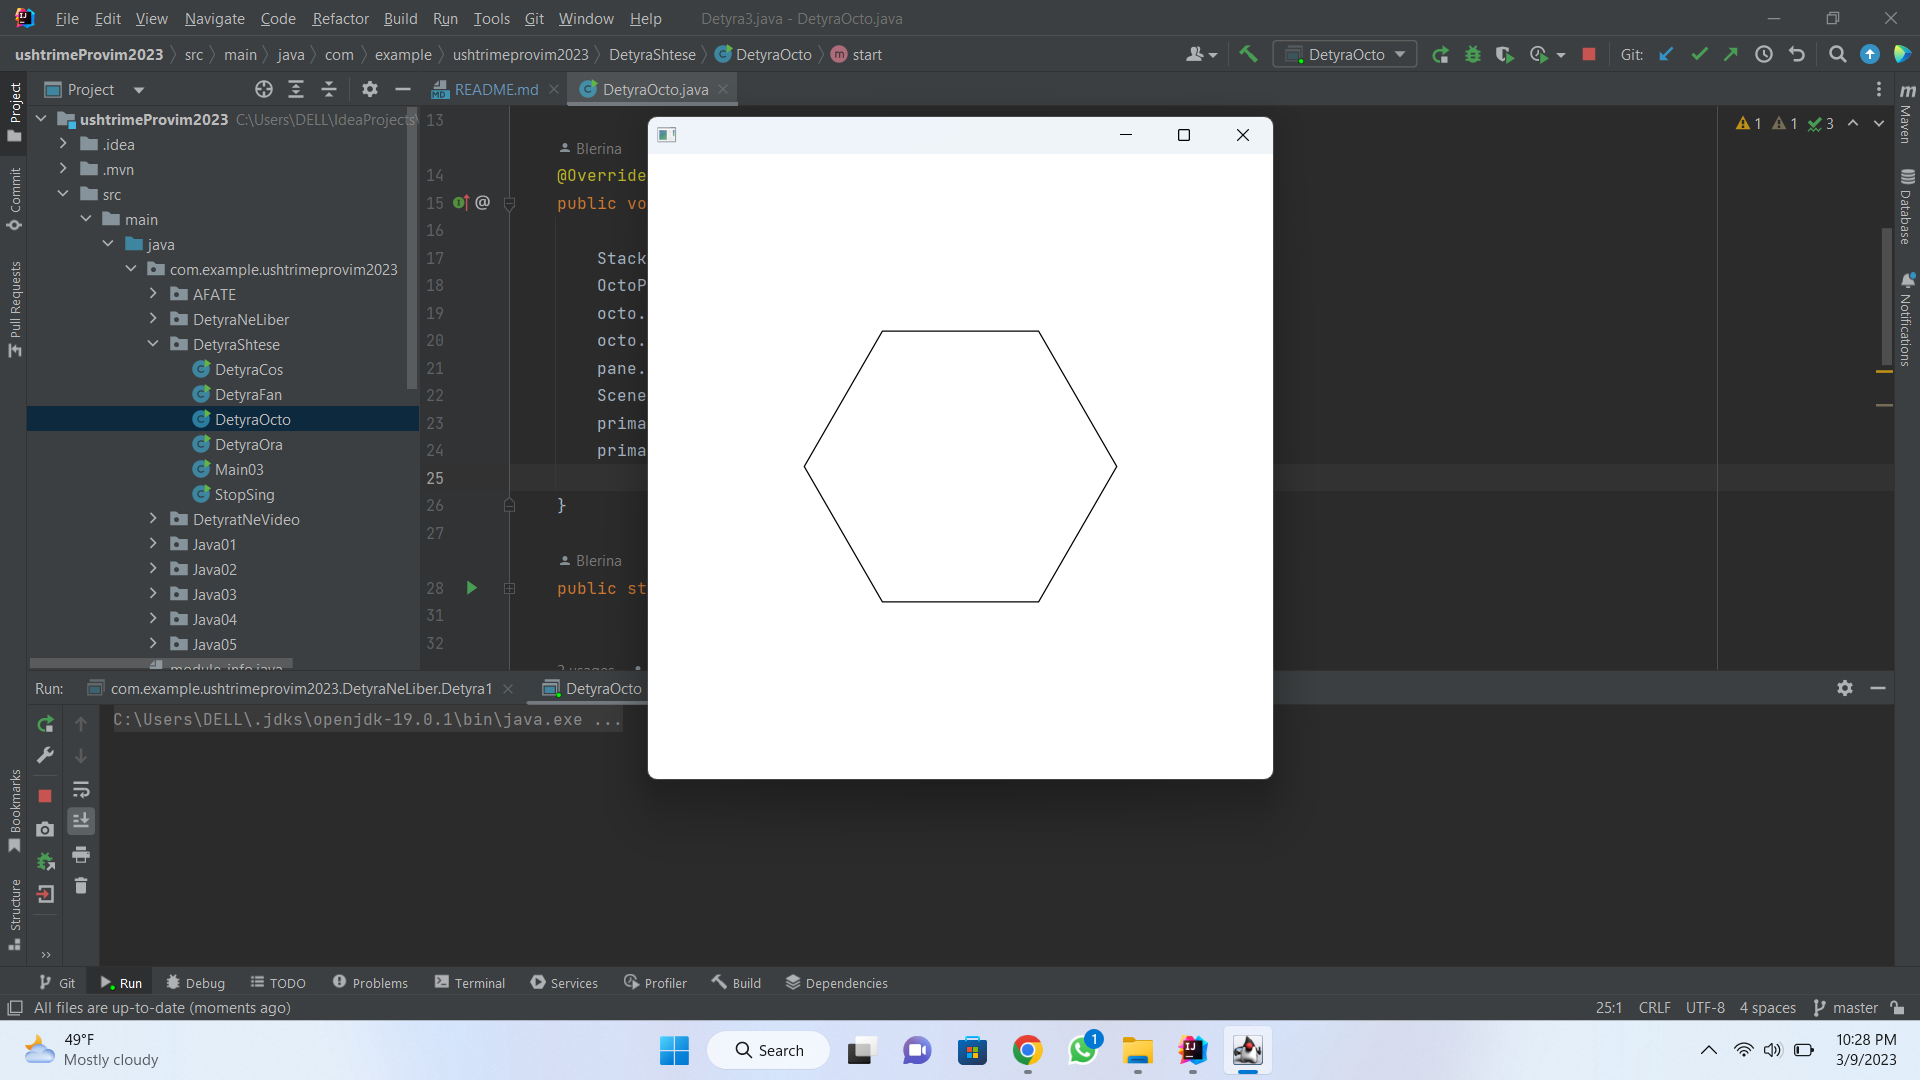 File Edit View Navigate Code Refactor Build Run Tools Git Window Help Detyra3.java - DetyraOcto.java
ushtrimeProvim2023 src main java com example ushtrimeprovim2023 DetyraShtese DetyraOcto start DetyraOcto Git:
Project README.md DetyraOcto.java
ushtrimeProvim2023 C:\Users\DELL\IdeaProjects\
.idea
.mvn
src
main
java
com.example.ushtrimeprovim2023
AFATE
DetyraNeLiber
DetyraShtese
DetyraCos
DetyraFan
DetyraOcto
DetyraOra
Main03
StopSing
DetyratNeVideo
Java01
Java02
Java03
Java04
Java05
module-info.java
Project
Commit
Pull Requests
Bookmarks
Structure
13
Blerina
14 @Override
15 public vo
16
17 Stack
18 OctoP
19 octo.
20 octo.
21 pane.
22 Scene
23 prima
24 prima
25
26 }
27
Blerina
28 public st
31
32
1 1 3
Maven
Database
Notifications
Run: com.example.ushtrimeprovim2023.DetyraNeLiber.Detyra1 DetyraOcto
C:\Users\DELL\.jdks\openjdk-19.0.1\bin\java.exe ...
Git Run Debug TODO Problems Terminal Services Profiler Build Dependencies
All files are up-to-date (moments ago) 25:1 CRLF UTF-8 4 spaces master
49°F
Mostly cloudy
Search
1
10:28 PM
3/9/2023